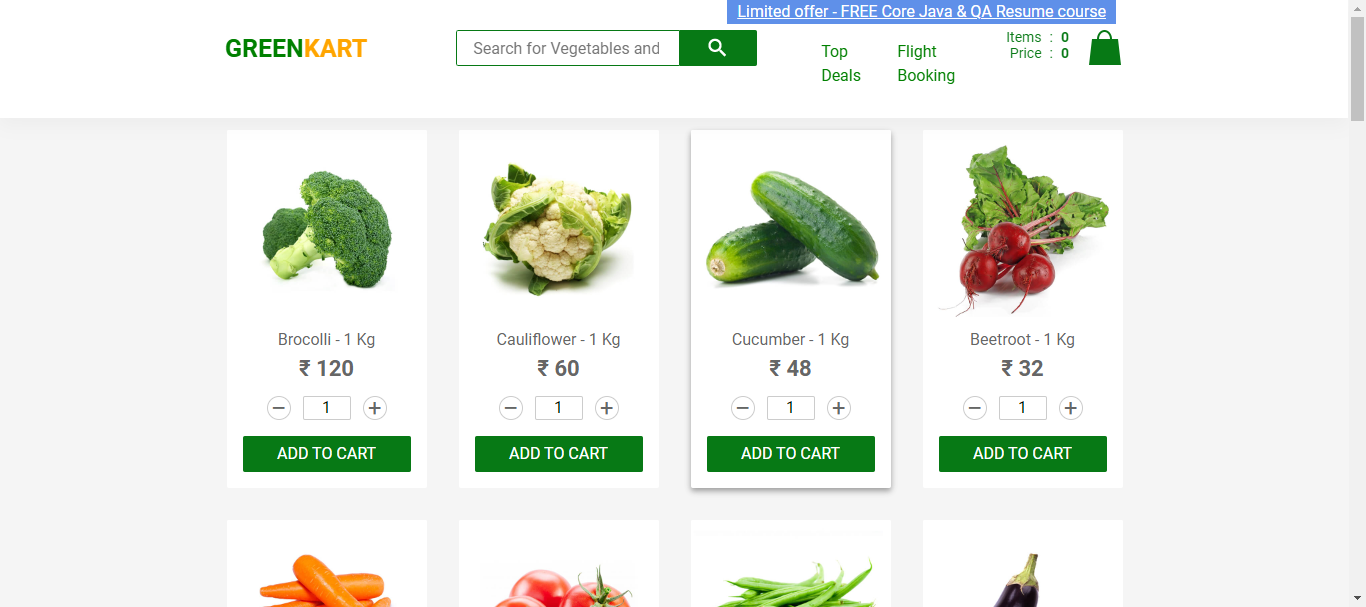 Limited offer - FREE Core Java & QA Resume course
GREENKART
Search for Vegetables and
Top
Deals
Flight
Booking
Items : 0
Price : 0
Brocolli - 1 Kg
₹ 120
− 1 +
ADD TO CART
Cauliflower - 1 Kg
₹ 60
− 1 +
ADD TO CART
Cucumber - 1 Kg
₹ 48
− 1 +
ADD TO CART
Beetroot - 1 Kg
₹ 32
− 1 +
ADD TO CART